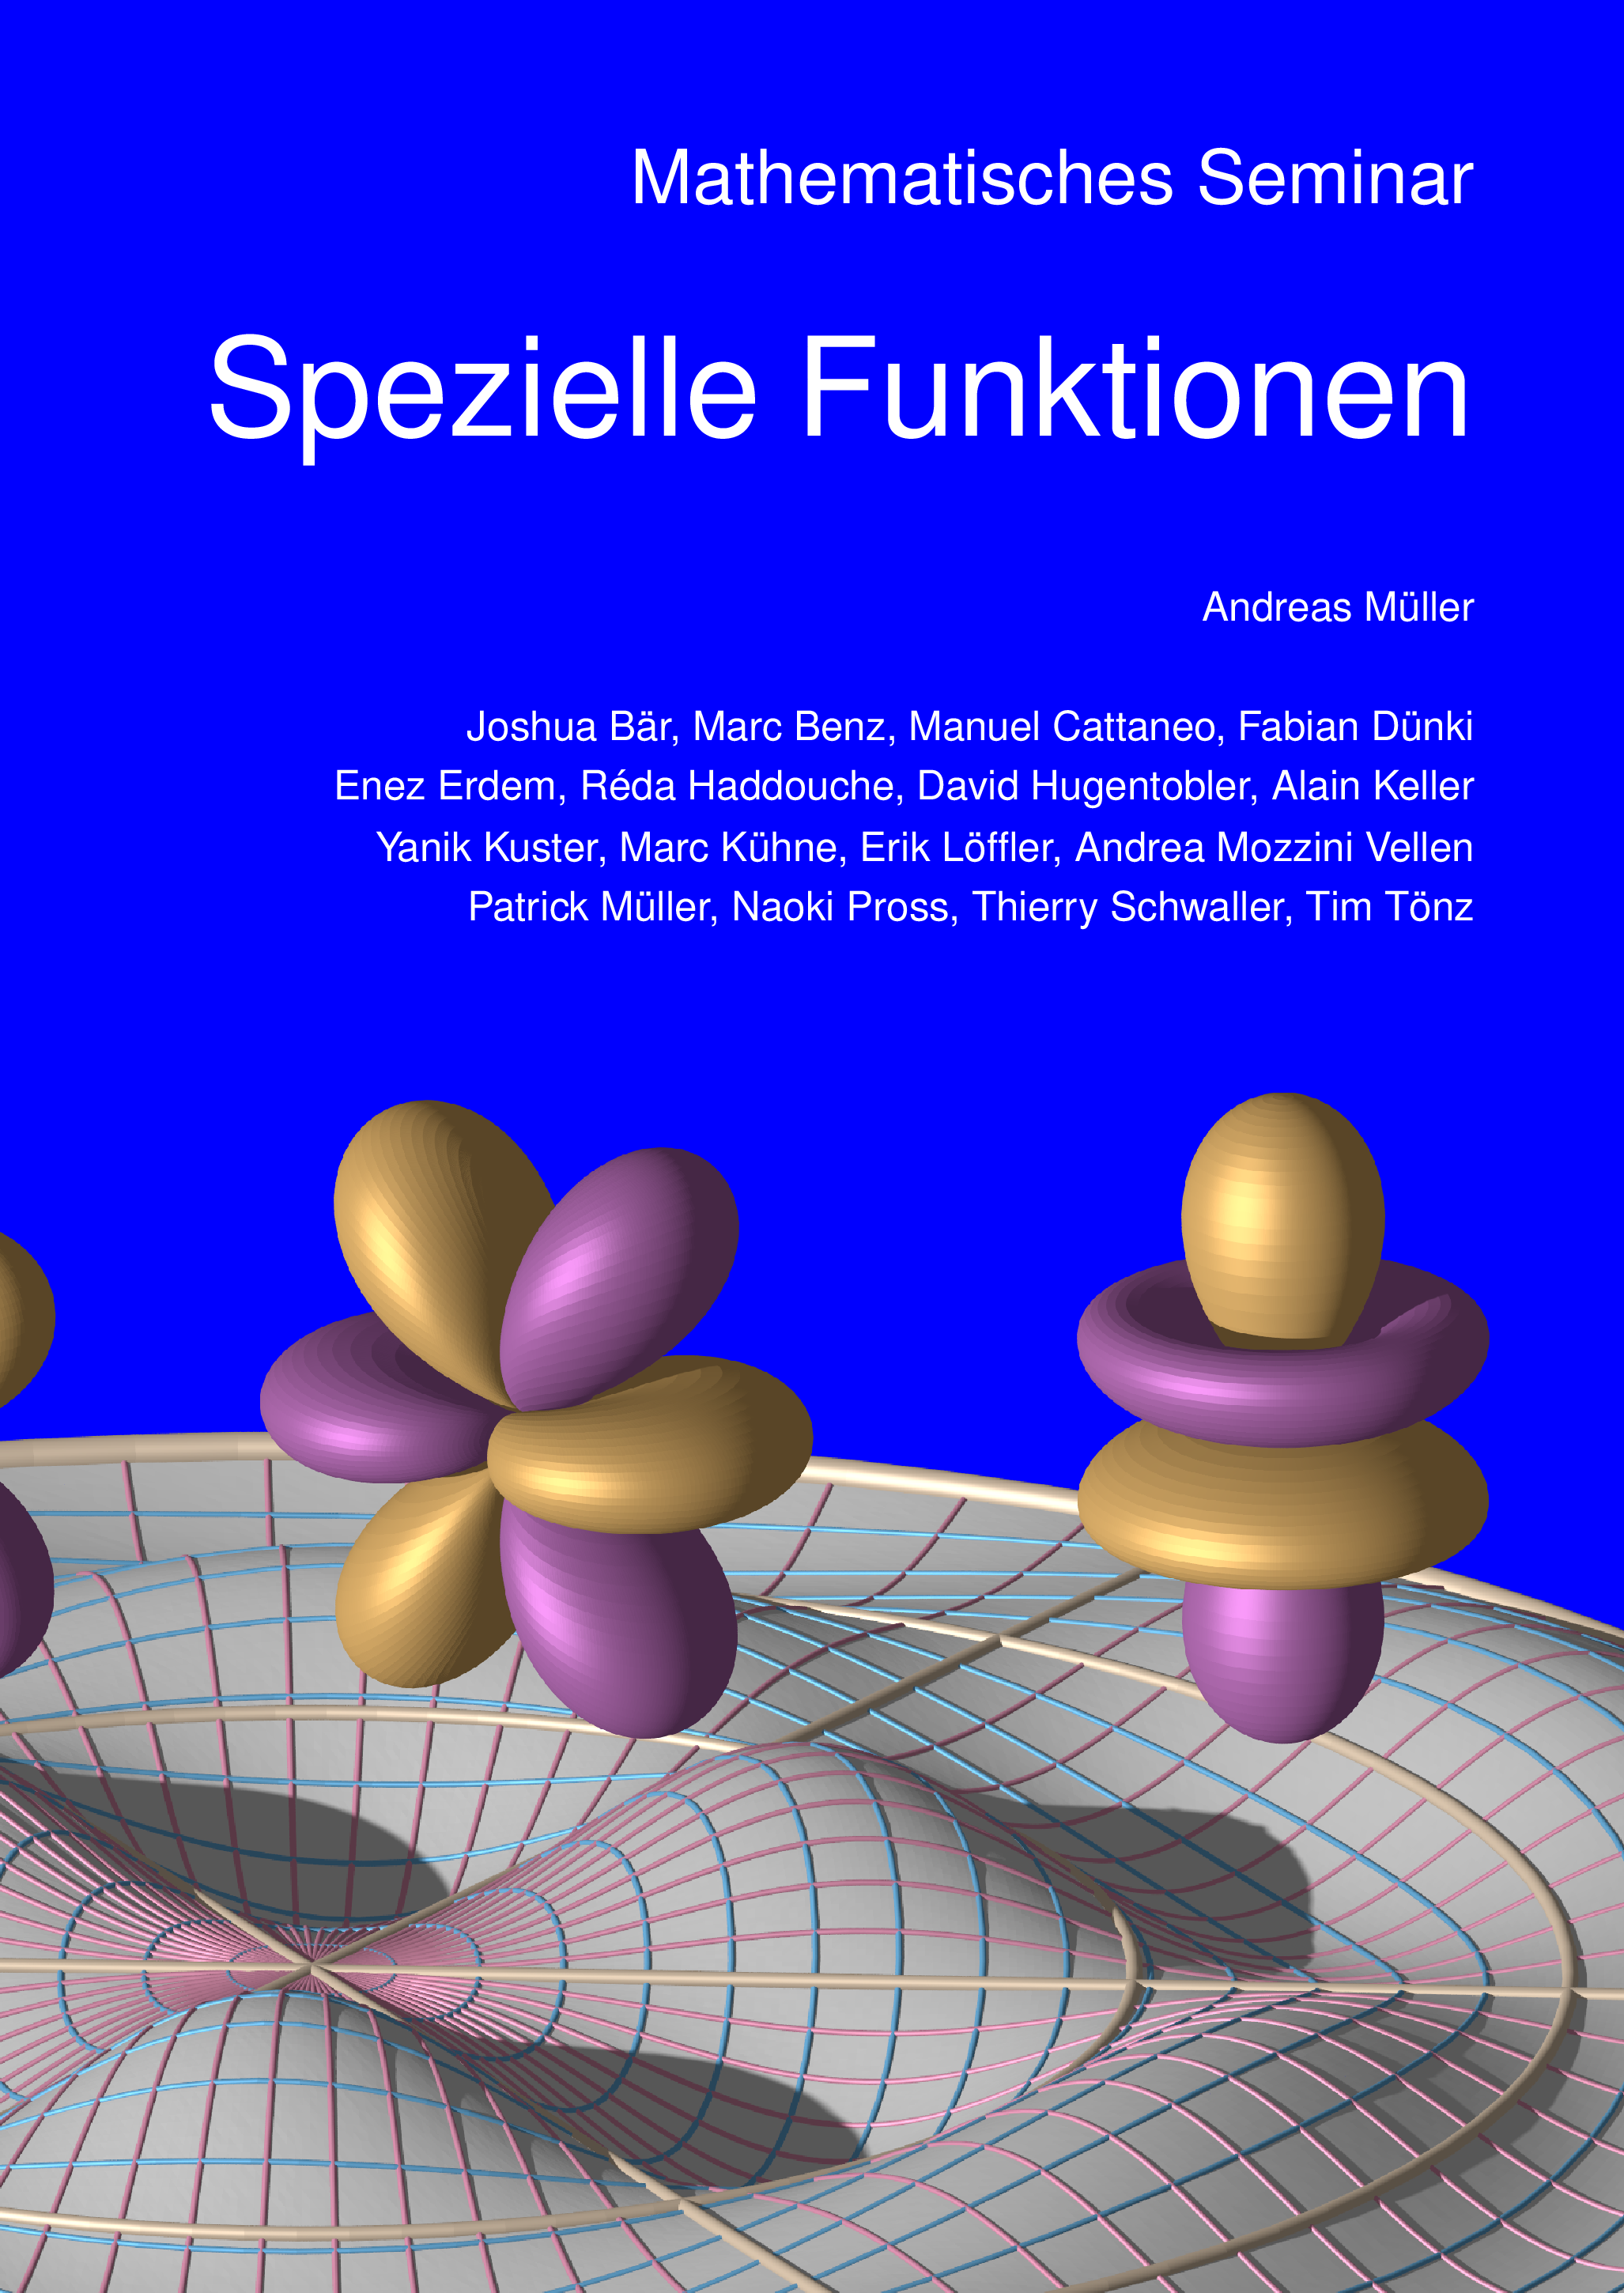 Mathematisches Seminar
Spezielle Funktionen
Andreas Müller
Joshua Bär, Marc Benz, Manuel Cattaneo, Fabian Dünki
Enez Erdem, Réda Haddouche, David Hugentobler, Alain Keller
Yanik Kuster, Marc Kühne, Erik Löffler, Andrea Mozzini Vellen
Patrick Müller, Naoki Pross, Thierry Schwaller, Tim Tönz